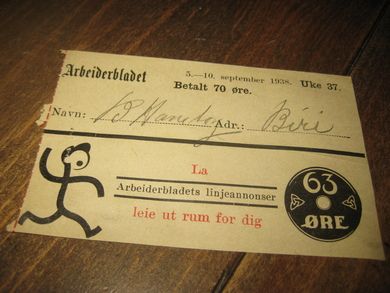 Arbeiderbladet 5.—10. september 1938. Uke 37.
Betalt 70 øre.
Navn: Adr.: Biri
La
Arbeiderbladets linjeannonser
leie ut rum for dig
63
ØRE